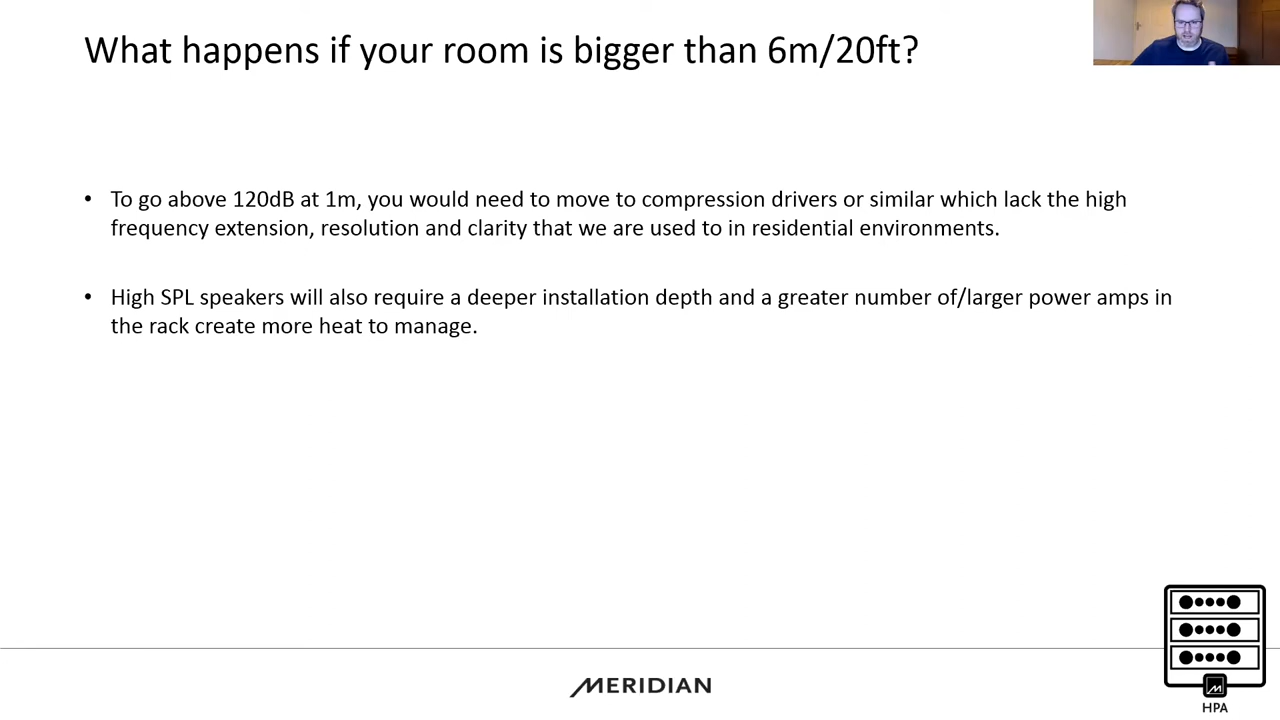 What happens if your room is bigger than 6m/20ft?
• To go above 120dB at 1m, you would need to move to compression drivers or similar which lack the high
frequency extension, resolution and clarity that we are used to in residential environments.
• High SPL speakers will also require a deeper installation depth and a greater number of/larger power amps in
the rack create more heat to manage.
MERIDIAN
HPA